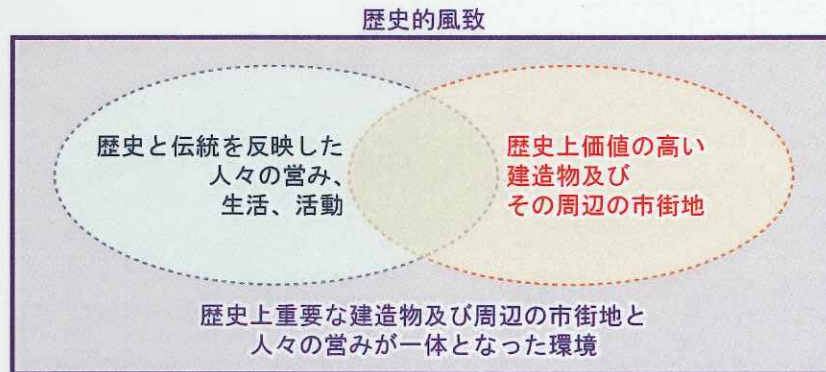 歴史的風致
歴史と伝統を反映した
人々の営み、
生活、活動
歴史上価値の高い
建造物及び
その周辺の市街地
歴史上重要な建造物及び周辺の市街地と
人々の営みが一体となった環境